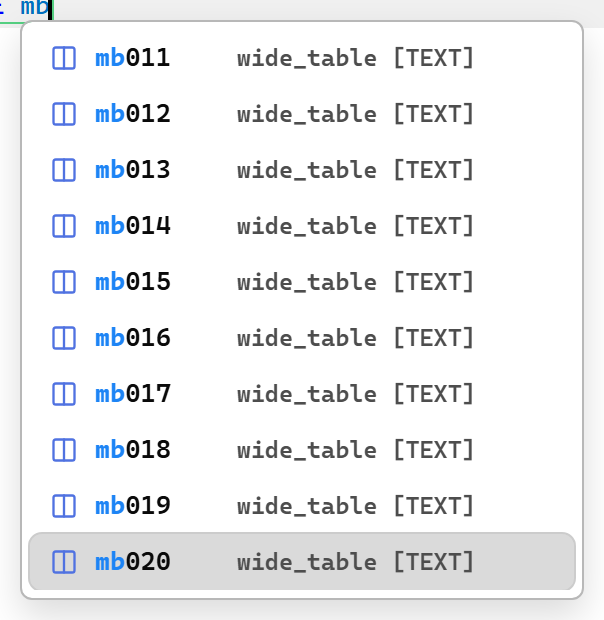 mb
mb011 wide_table [TEXT]
mb012 wide_table [TEXT]
mb013 wide_table [TEXT]
mb014 wide_table [TEXT]
mb015 wide_table [TEXT]
mb016 wide_table [TEXT]
mb017 wide_table [TEXT]
mb018 wide_table [TEXT]
mb019 wide_table [TEXT]
mb020 wide_table [TEXT]